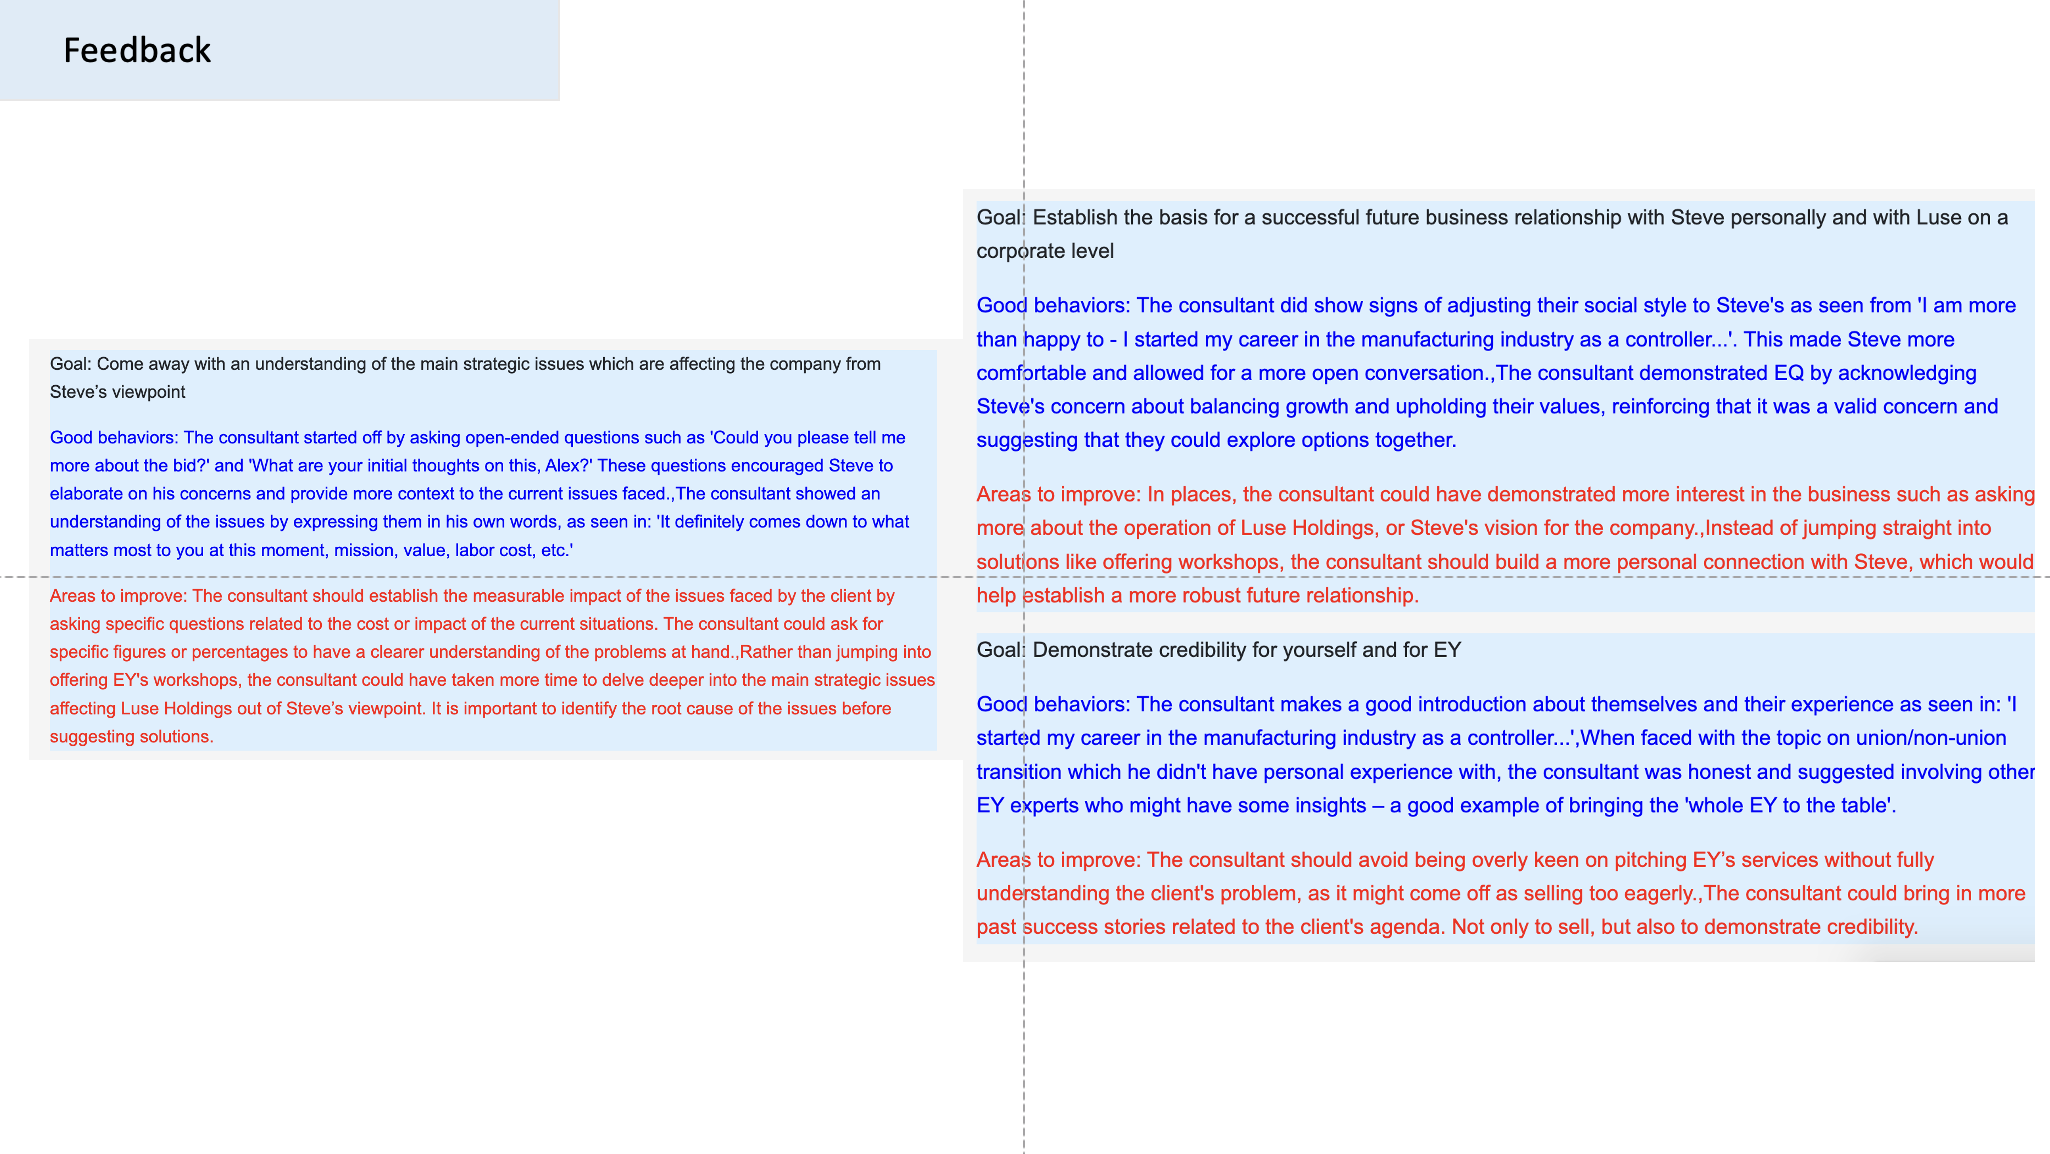 Feedback
Goal: Come away with an understanding of the main strategic issues which are affecting the company from
Steve’s viewpoint
Good behaviors: The consultant started off by asking open-ended questions such as 'Could you please tell me
more about the bid?' and 'What are your initial thoughts on this, Alex?' These questions encouraged Steve to
elaborate on his concerns and provide more context to the current issues faced.,The consultant showed an
understanding of the issues by expressing them in his own words, as seen in: 'It definitely comes down to what
matters most to you at this moment, mission, value, labor cost, etc.'
Areas to improve: The consultant should establish the measurable impact of the issues faced by the client by
asking specific questions related to the cost or impact of the current situations. The consultant could ask for
specific figures or percentages to have a clearer understanding of the problems at hand.,Rather than jumping into
offering EY's workshops, the consultant could have taken more time to delve deeper into the main strategic issues
affecting Luse Holdings out of Steve’s viewpoint. It is important to identify the root cause of the issues before
suggesting solutions.
Goal: Establish the basis for a successful future business relationship with Steve personally and with Luse on a
corporate level
Good behaviors: The consultant did show signs of adjusting their social style to Steve's as seen from 'I am more
than happy to - I started my career in the manufacturing industry as a controller...'. This made Steve more
comfortable and allowed for a more open conversation.,The consultant demonstrated EQ by acknowledging
Steve's concern about balancing growth and upholding their values, reinforcing that it was a valid concern and
suggesting that they could explore options together.
Areas to improve: In places, the consultant could have demonstrated more interest in the business such as asking
more about the operation of Luse Holdings, or Steve's vision for the company.,Instead of jumping straight into
solutions like offering workshops, the consultant should build a more personal connection with Steve, which would
help establish a more robust future relationship.
Goal: Demonstrate credibility for yourself and for EY
Good behaviors: The consultant makes a good introduction about themselves and their experience as seen in: 'I
started my career in the manufacturing industry as a controller...',When faced with the topic on union/non-union
transition which he didn't have personal experience with, the consultant was honest and suggested involving other
EY experts who might have some insights – a good example of bringing the 'whole EY to the table'.
Areas to improve: The consultant should avoid being overly keen on pitching EY’s services without fully
understanding the client's problem, as it might come off as selling too eagerly.,The consultant could bring in more
past success stories related to the client's agenda. Not only to sell, but also to demonstrate credibility.